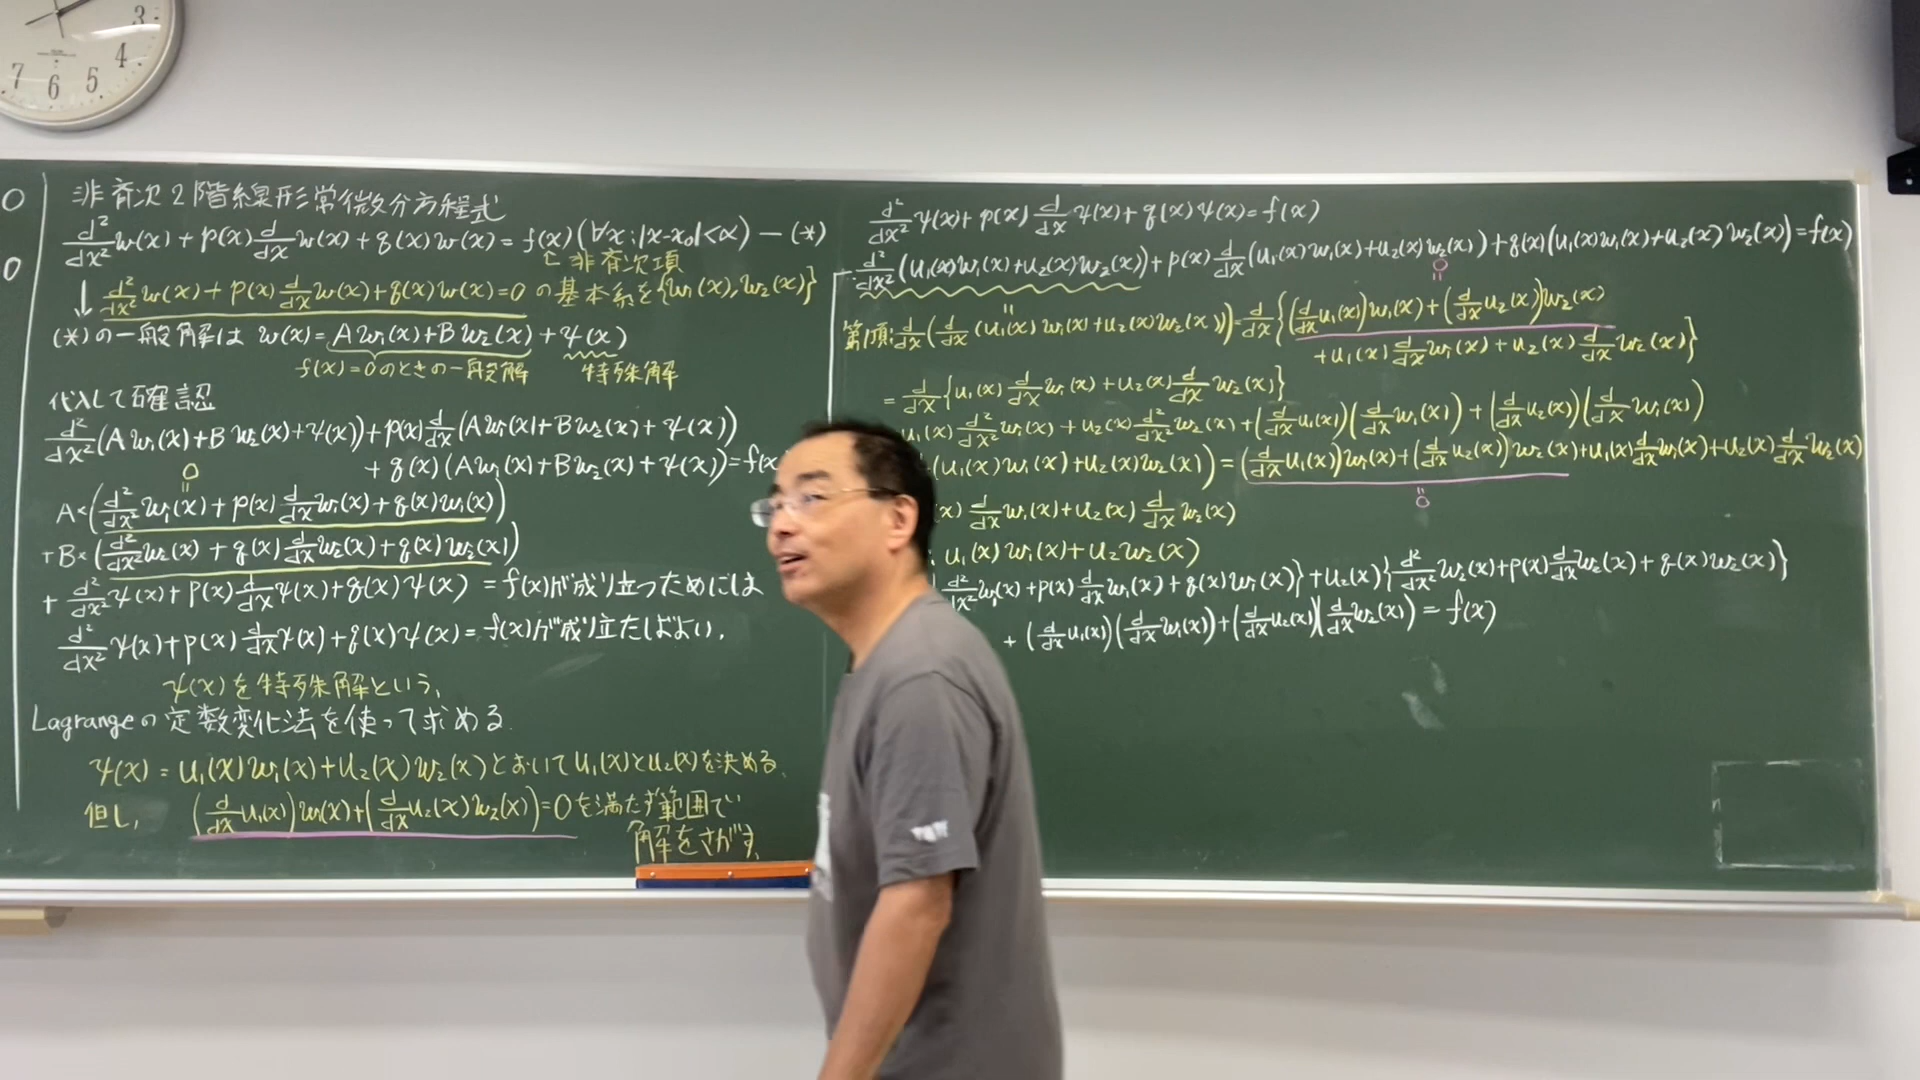 3
4
5
6
7
0
0
非斉次2階線形常微分方程式
d²/dx² w(x) + p(x) d/dx w(x) + q(x) w(x) = f(x) (∀x ; |x-x₀|<α) — (*)
↑ 非斉次項
↓ d²/dx² w(x) + p(x) d/dx w(x) + q(x) w(x) = 0 の基本系を {w₁(x), w₂(x)}
(*)の一般解は w(x) = A w₁(x) + B w₂(x) + ψ(x)
f(x)=0のときの一般解 特殊解
代入して確認
d²/dx² (A w₁(x) + B w₂(x) + ψ(x)) + p(x) d/dx (A w₁(x) + B w₂(x) + ψ(x))
+ q(x) (A w₁(x) + B w₂(x) + ψ(x)) = f(x
0
=
A×(d²/dx² w₁(x) + p(x) d/dx w₁(x) + q(x) w₁(x))
+B×(d²/dx² w₂(x) + q(x) d/dx w₂(x) + q(x) w₂(x))
+ d²/dx² ψ(x) + p(x) d/dx ψ(x) + q(x) ψ(x) = f(x)が成り立つためには
d²/dx² ψ(x) + p(x) d/dx ψ(x) + q(x) ψ(x) = f(x)が成り立たばよい.
ψ(x)を特殊解という.
Lagrangeの定数変化法を使って求める.
ψ(x) = u₁(x) w₁(x) + u₂(x) w₂(x) とおいて u₁(x)とu₂(x)を決める.
但し, (d/dx u₁(x)) w₁(x) + (d/dx u₂(x) w₂(x)) = 0 を満たす範囲で
解をさがす.
d²/dx² ψ(x) + p(x) d/dx ψ(x) + q(x) ψ(x) = f(x)
d²/dx² (u₁(x) w₁(x) + u₂(x) w₂(x)) + p(x) d/dx (u₁(x) w₁(x) + u₂(x) w₂(x)) + q(x) (u₁(x) w₁(x) + u₂(x) w₂(x)) = f(x)
0
=
第1項: d/dx (d/dx (u₁(x) w₁(x) + u₂(x) w₂(x))) = d/dx {(d/dx u₁(x)) w₁(x) + (d/dx u₂(x)) w₂(x)
+ u₁(x) d/dx w₁(x) + u₂(x) d/dx w₂(x)}
= d/dx {u₁(x) d/dx w₁(x) + u₂(x) d/dx w₂(x)}
u₁(x) d²/dx² w₁(x) + u₂(x) d²/dx² w₂(x) + (d/dx u₁(x)) (d/dx w₁(x)) + (d/dx u₂(x)) (d/dx w₁(x))
(u₁(x) w₁(x) + u₂(x) w₂(x)) = (d/dx u₁(x)) w₁(x) + (d/dx u₂(x)) w₂(x) + u₁(x) d/dx w₁(x) + u₂(x) d/dx w₂(x)
=
0
x) d/dx w₁(x) + u₂(x) d/dx w₂(x)
: u₁(x) w₁(x) + u₂ w₂(x)
d²/dx² w₁(x) + p(x) d/dx w₁(x) + q(x) w₁(x)} + u₂(x) {d²/dx² w₂(x) + p(x) d/dx w₂(x) + q(x) w₂(x)}
+ (d/dx u₁(x)) (d/dx w₁(x)) + (d/dx u₂(x)) (d/dx w₂(x)) = f(x)